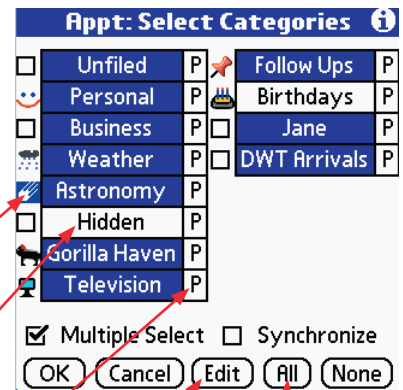 Appt: Select Categories i
Unfiled P Follow Ups P
Personal P Birthdays P
Business P Jane P
Weather P DWT Arrivals P
Astronomy P
Hidden P
Gorilla Haven P
Television P
Multiple Select Synchronize
OK Cancel Edit All None